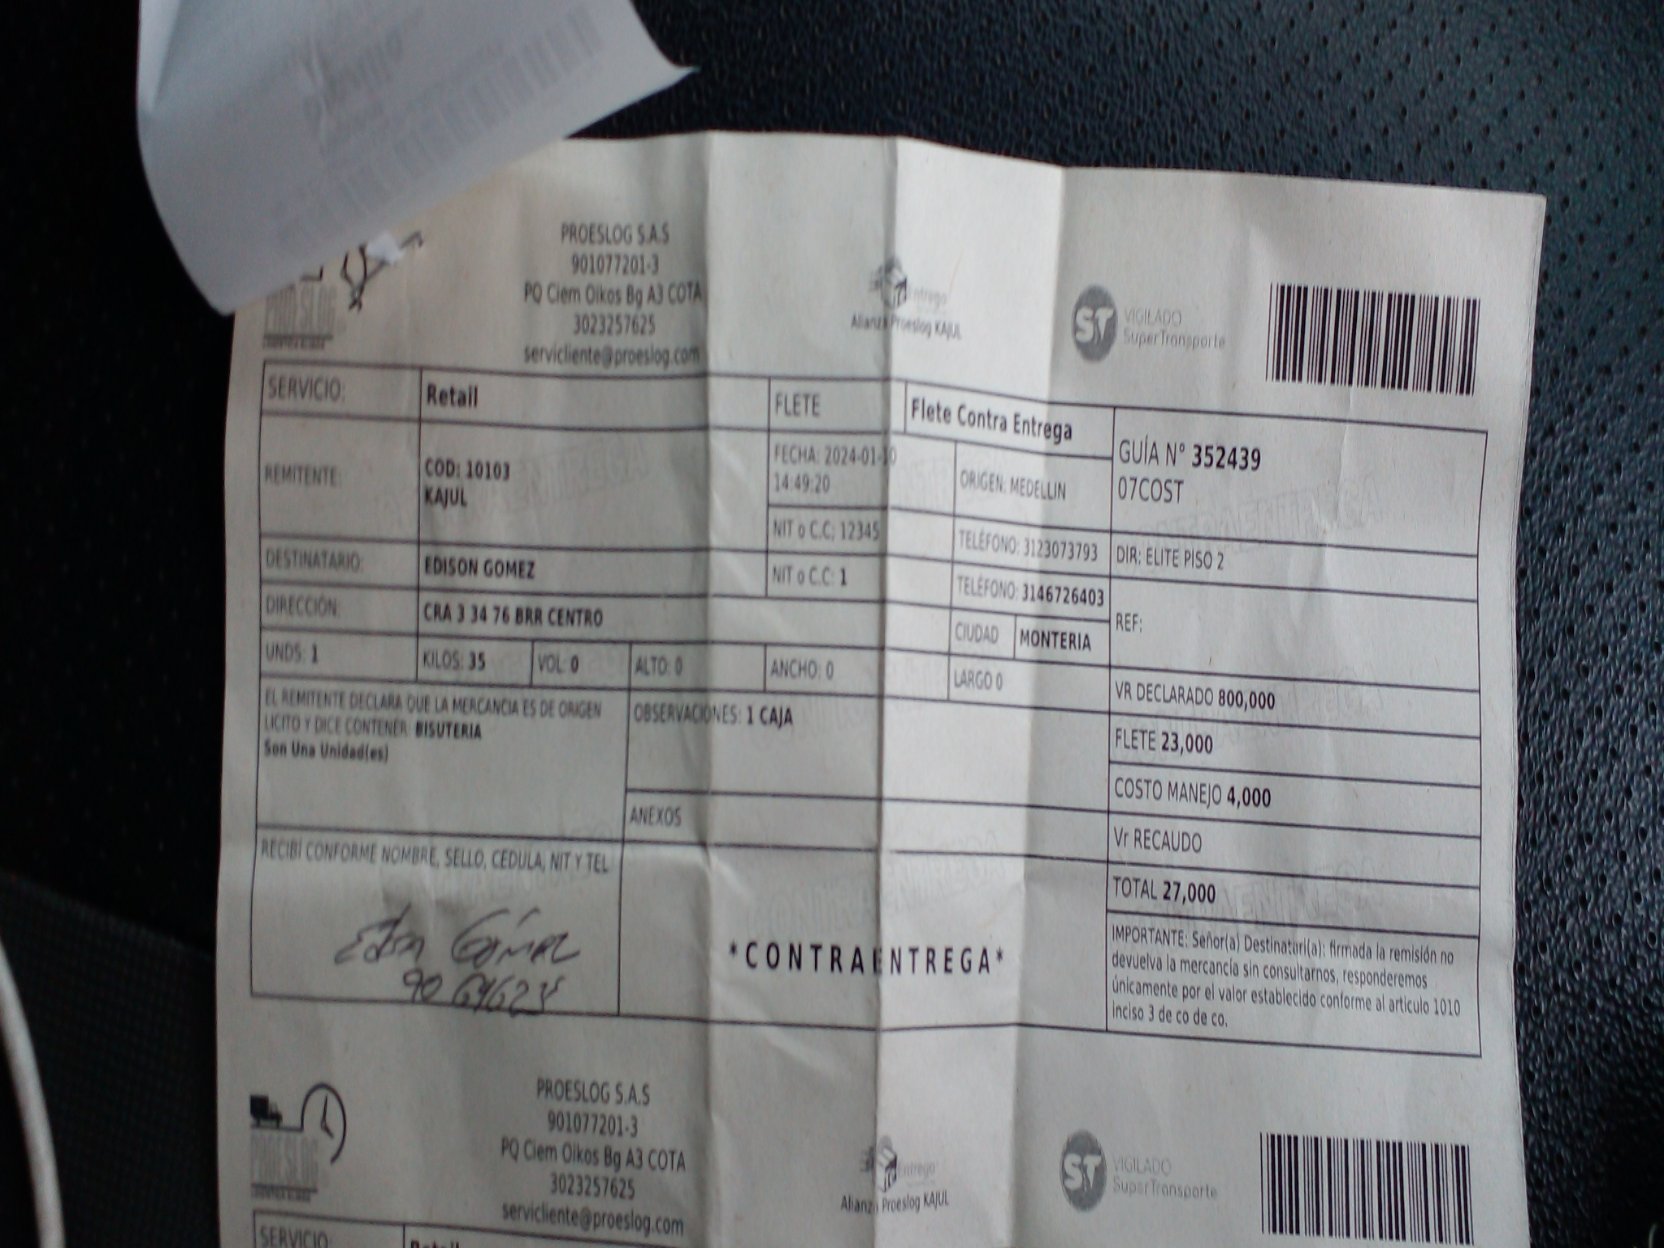 PROESLOG S.A.S
901077201-3
PQ Ciem Oikos Bg A3 COTA
3023257625
servicliente@proeslog.com
PROESLOG
entrego
Alianza Proeslog KAJUL
ST VIGILADO
SuperTransporte
SERVICIO: Retail FLETE Flete Contra Entrega
REMITENTE: COD: 10103
KAJUL
FECHA: 2024-01-10
14:49:20
ORIGEN: MEDELLIN
GUÍA N° 352439
07COST
NIT o C.C: 12345 TELÉFONO: 3123073793 DIR: ELITE PISO 2
DESTINATARIO: EDISON GOMEZ NIT o C.C: 1 TELÉFONO: 3146726403
REF:
DIRECCIÓN: CRA 3 34 76 BRR CENTRO CIUDAD MONTERIA
UNDS: 1 KILOS: 35 VOL: 0 ALTO: 0 ANCHO: 0 LARGO 0
VR DECLARADO 800,000
EL REMITENTE DECLARA QUE LA MERCANCIA ES DE ORIGEN
LICITO Y DICE CONTENER: BISUTERIA
Son Una Unidad(es)
OBSERVACIONES: 1 CAJA
FLETE 23,000
COSTO MANEJO 4,000
ANEXOS
Vr RECAUDO
TOTAL 27,000
RECIBÍ CONFORME NOMBRE, SELLO, CEDULA, NIT Y TEL
*CONTRAENTREGA*
IMPORTANTE: Señor(a) Destinatari(a): firmada la remisión no
devuelva la mercancía sin consultarnos, responderemos
únicamente por el valor establecido conforme al articulo 1010
inciso 3 de co de co.
PROESLOG S.A.S
901077201-3
PQ Ciem Oikos Bg A3 COTA
3023257625
servicliente@proeslog.com
PROESLOG
entrego
Alianza Proeslog KAJUL
ST VIGILADO
SuperTransporte
SERVICIO: Retail